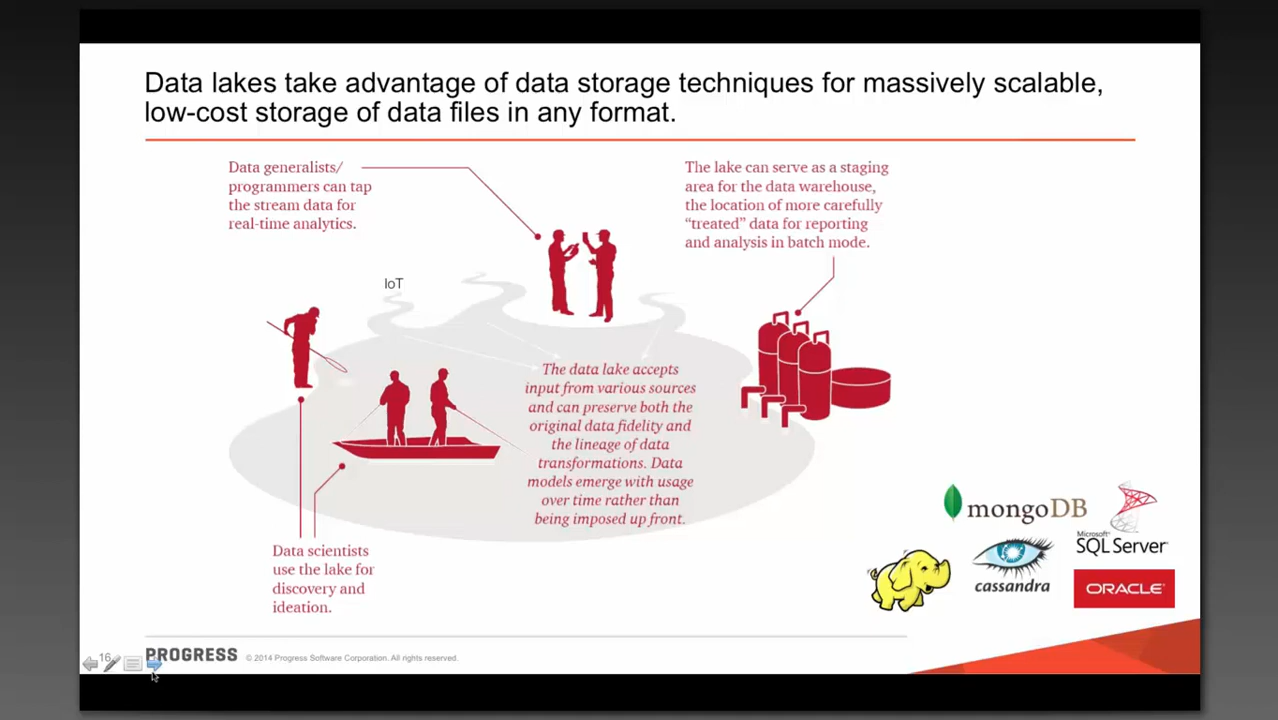 Data lakes take advantage of data storage techniques for massively scalable,
low-cost storage of data files in any format.
Data generalists/
programmers can tap
the stream data for
real-time analytics.
The lake can serve as a staging
area for the data warehouse,
the location of more carefully
“treated” data for reporting
and analysis in batch mode.
IoT
The data lake accepts
input from various sources
and can preserve both the
original data fidelity and
the lineage of data
transformations. Data
models emerge with usage
over time rather than
being imposed up front.
Data scientists
use the lake for
discovery and
ideation.
mongoDB
Microsoft®
SQL Server®
cassandra
ORACLE®
16
PROGRESS
© 2014 Progress Software Corporation. All rights reserved.